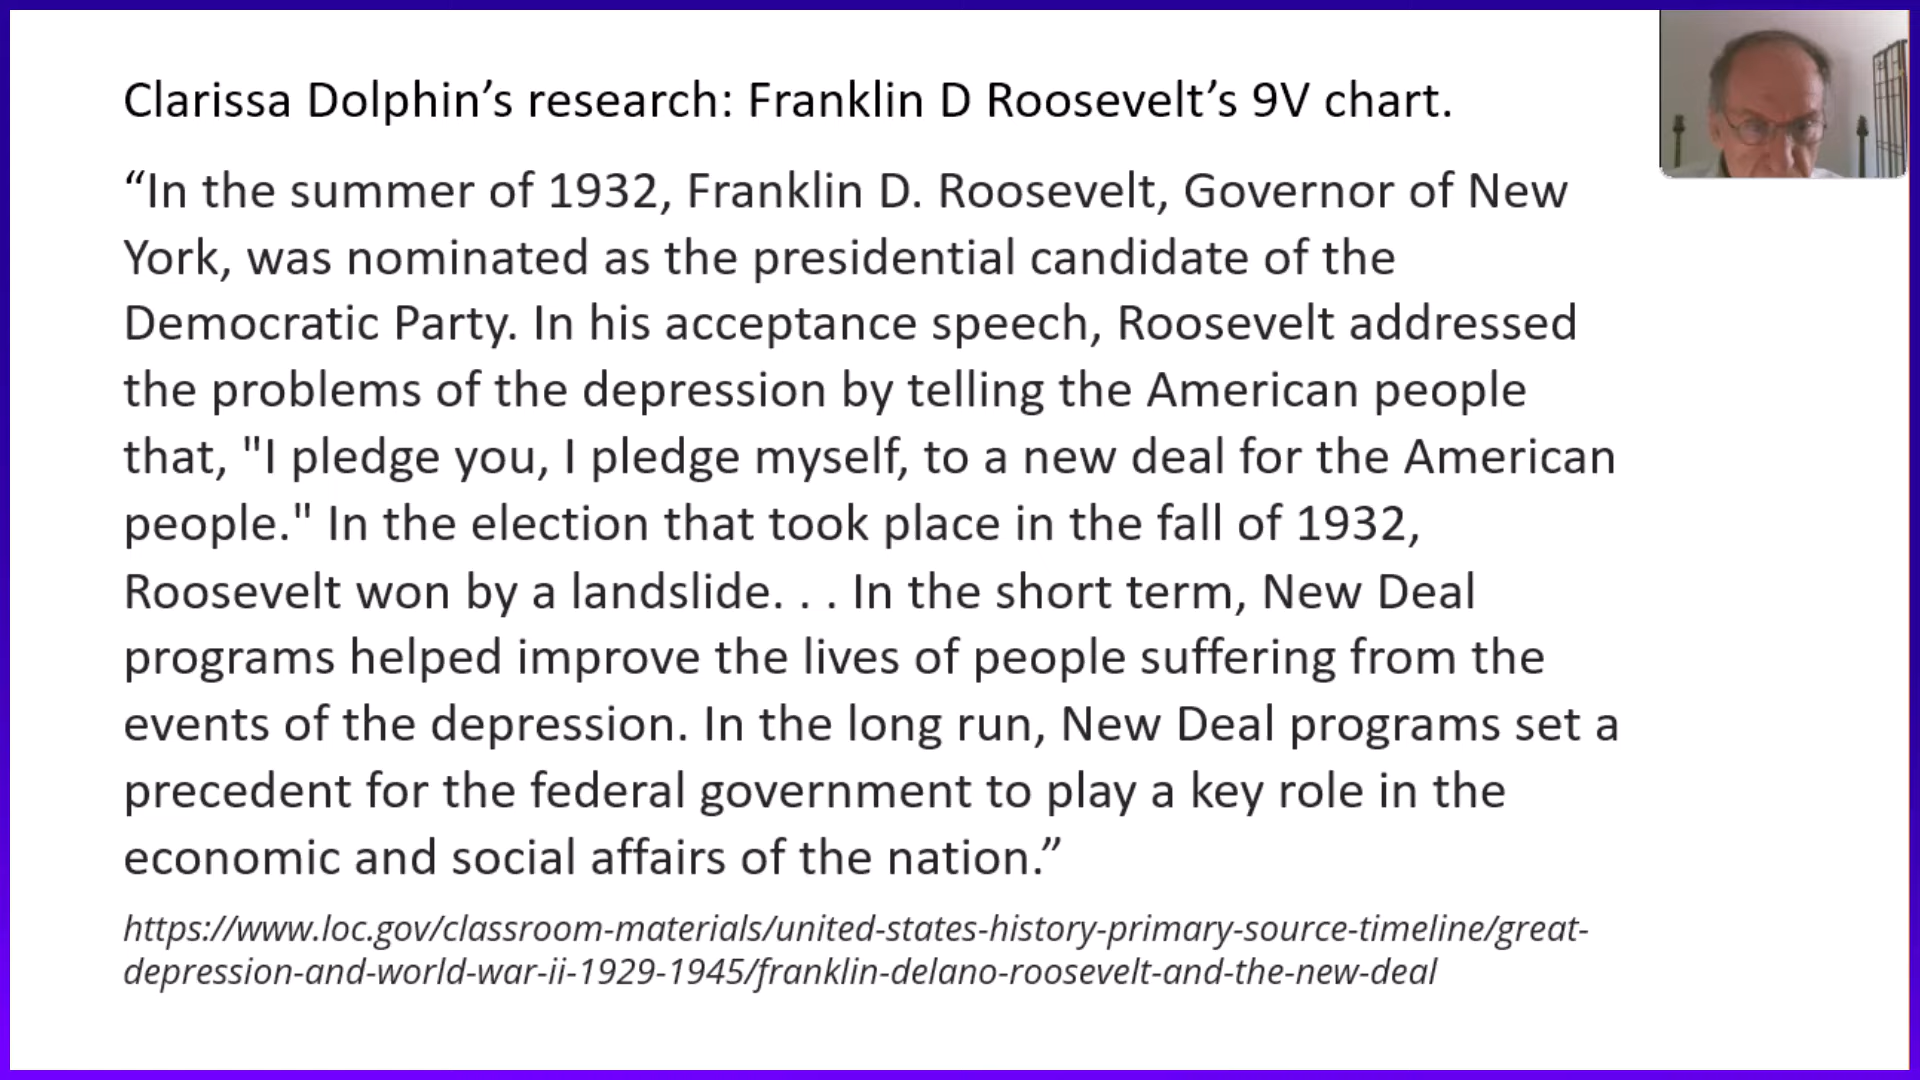 Clarissa Dolphin’s research: Franklin D Roosevelt’s 9V chart.
“In the summer of 1932, Franklin D. Roosevelt, Governor of New
York, was nominated as the presidential candidate of the
Democratic Party. In his acceptance speech, Roosevelt addressed
the problems of the depression by telling the American people
that, "I pledge you, I pledge myself, to a new deal for the American
people." In the election that took place in the fall of 1932,
Roosevelt won by a landslide. . . In the short term, New Deal
programs helped improve the lives of people suffering from the
events of the depression. In the long run, New Deal programs set a
precedent for the federal government to play a key role in the
economic and social affairs of the nation.”
https://www.loc.gov/classroom-materials/united-states-history-primary-source-timeline/great-
depression-and-world-war-ii-1929-1945/franklin-delano-roosevelt-and-the-new-deal